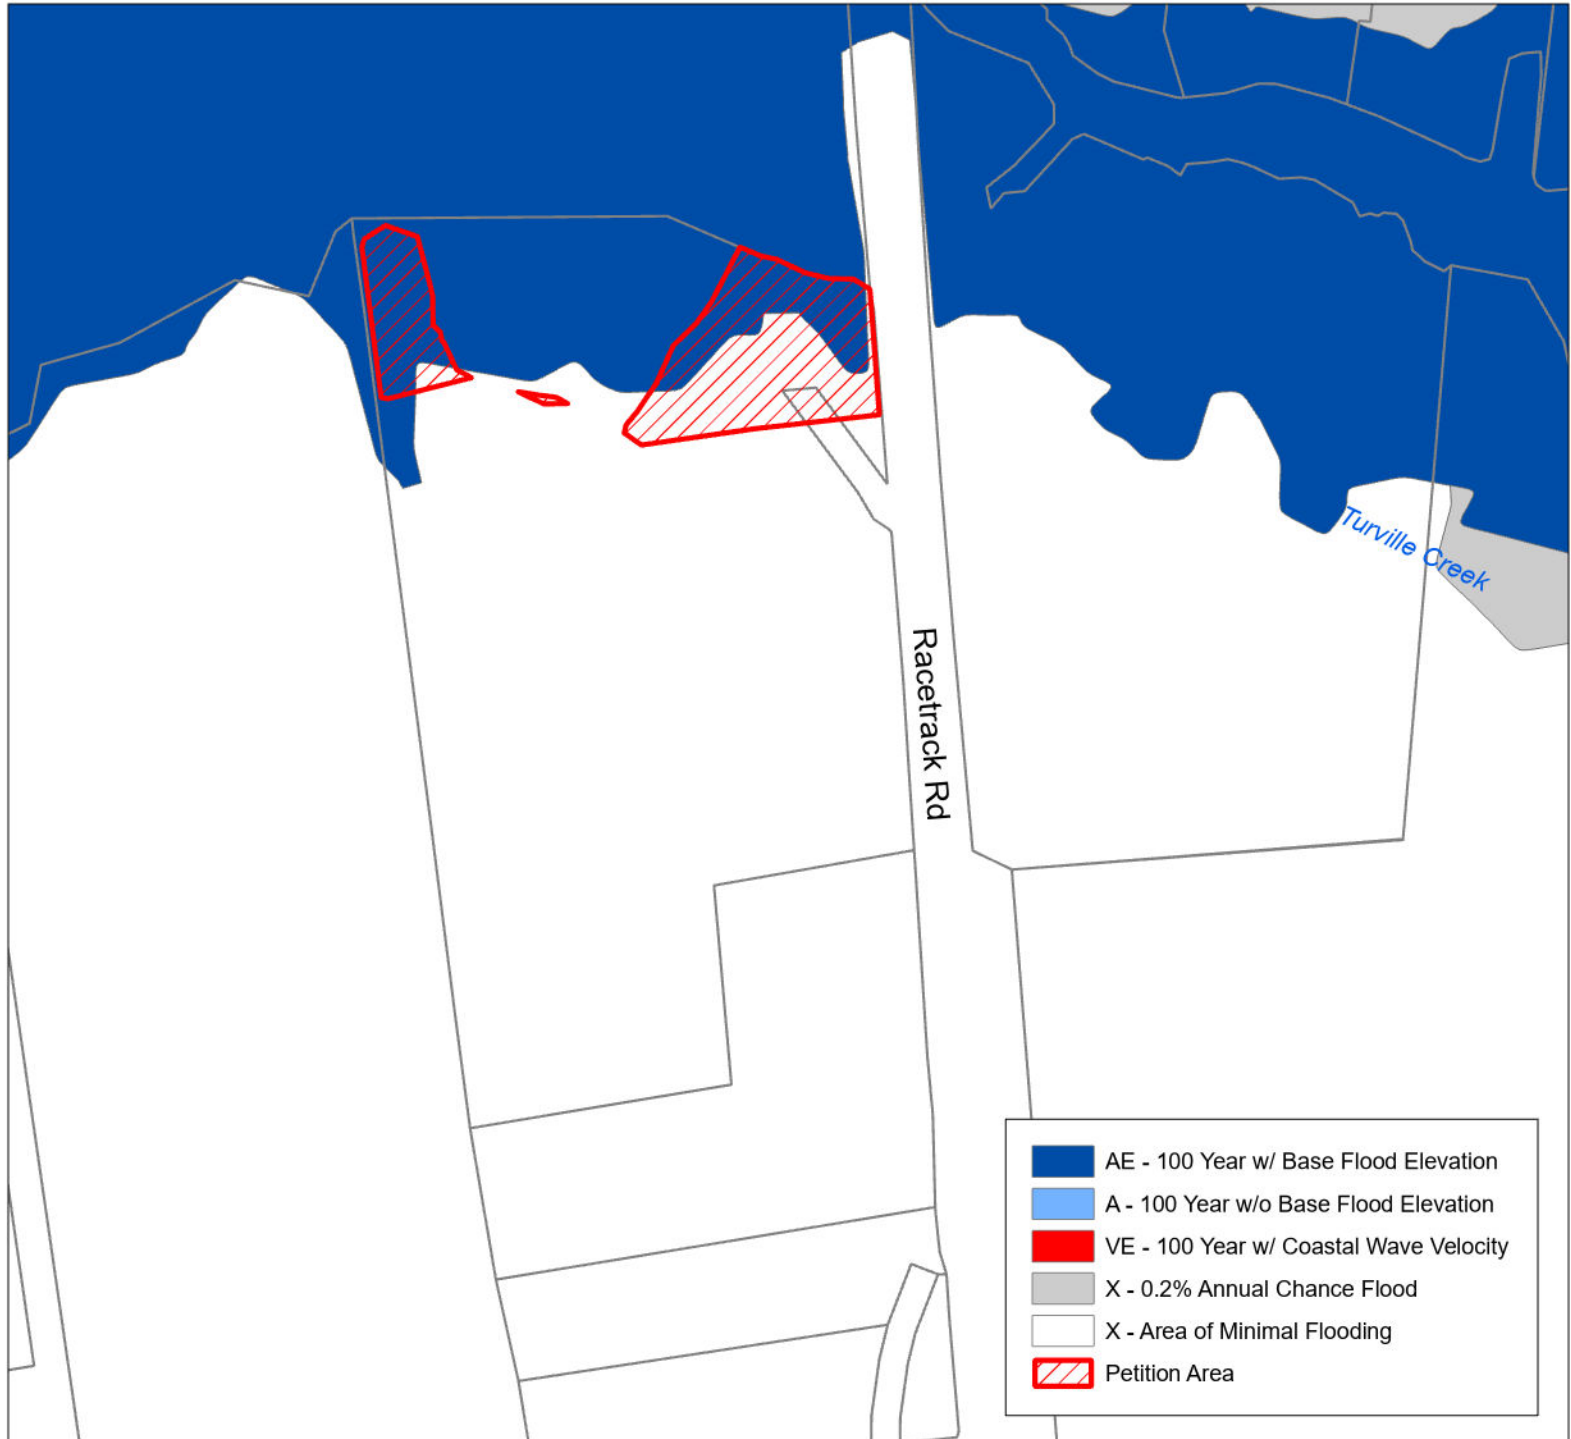 Turville Creek
Racetrack Rd
AE - 100 Year w/ Base Flood Elevation
A - 100 Year w/o Base Flood Elevation
VE - 100 Year w/ Coastal Wave Velocity
X - 0.2% Annual Chance Flood
X - Area of Minimal Flooding
Petition Area